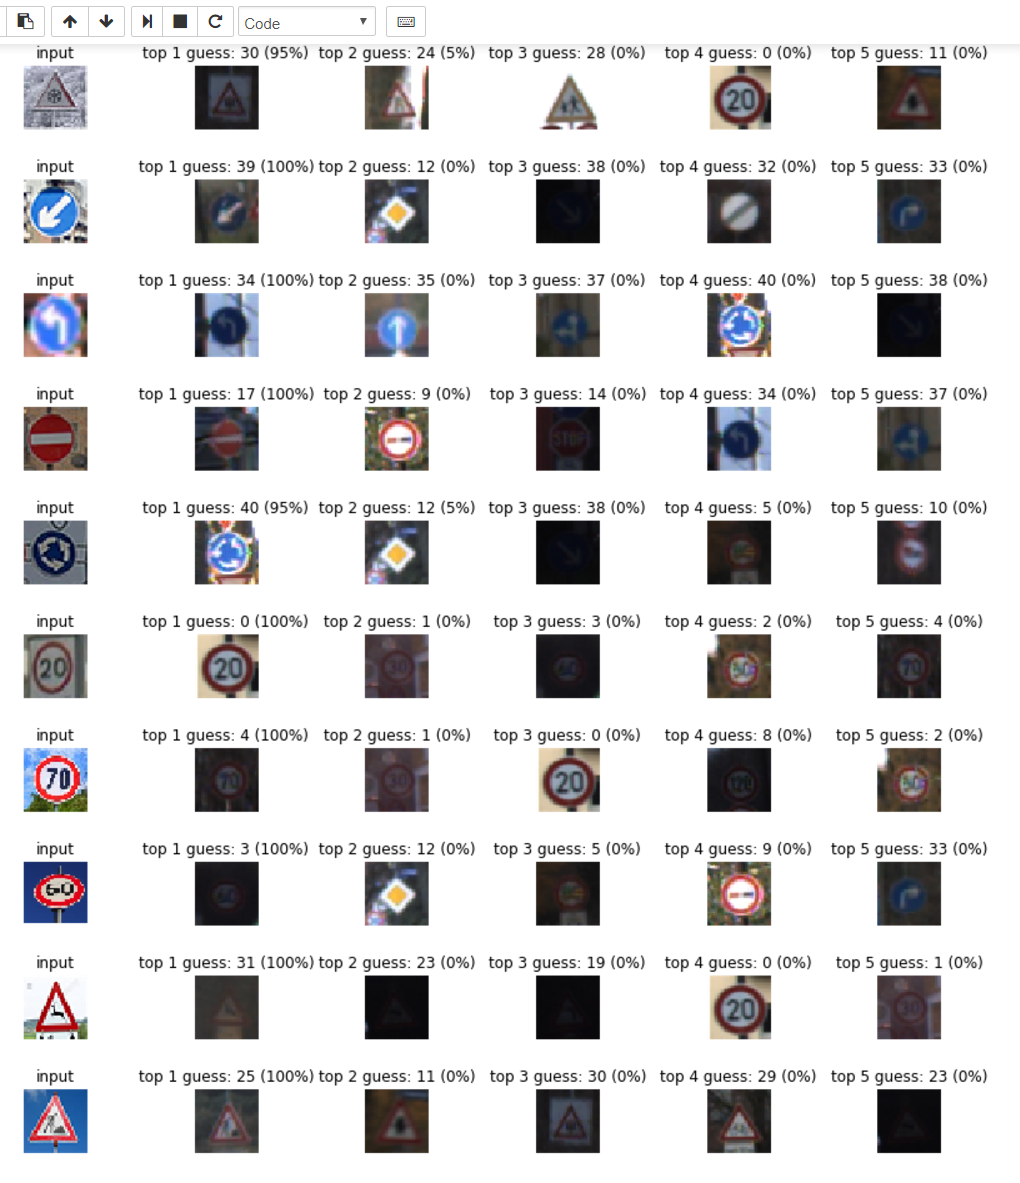 Code
input top 1 guess: 30 (95%) top 2 guess: 24 (5%) top 3 guess: 28 (0%) top 4 guess: 0 (0%) top 5 guess: 11 (0%)
20
input top 1 guess: 39 (100%) top 2 guess: 12 (0%) top 3 guess: 38 (0%) top 4 guess: 32 (0%) top 5 guess: 33 (0%)
input top 1 guess: 34 (100%) top 2 guess: 35 (0%) top 3 guess: 37 (0%) top 4 guess: 40 (0%) top 5 guess: 38 (0%)
input top 1 guess: 17 (100%) top 2 guess: 9 (0%) top 3 guess: 14 (0%) top 4 guess: 34 (0%) top 5 guess: 37 (0%)
STOP
input top 1 guess: 40 (95%) top 2 guess: 12 (5%) top 3 guess: 38 (0%) top 4 guess: 5 (0%) top 5 guess: 10 (0%)
input top 1 guess: 0 (100%) top 2 guess: 1 (0%) top 3 guess: 3 (0%) top 4 guess: 2 (0%) top 5 guess: 4 (0%)
20 20 30 60 50 70
input top 1 guess: 4 (100%) top 2 guess: 1 (0%) top 3 guess: 0 (0%) top 4 guess: 8 (0%) top 5 guess: 2 (0%)
70 70 30 20 120 50
input top 1 guess: 3 (100%) top 2 guess: 12 (0%) top 3 guess: 5 (0%) top 4 guess: 9 (0%) top 5 guess: 33 (0%)
60 60
input top 1 guess: 31 (100%) top 2 guess: 23 (0%) top 3 guess: 19 (0%) top 4 guess: 0 (0%) top 5 guess: 1 (0%)
20 30
input top 1 guess: 25 (100%) top 2 guess: 11 (0%) top 3 guess: 30 (0%) top 4 guess: 29 (0%) top 5 guess: 23 (0%)